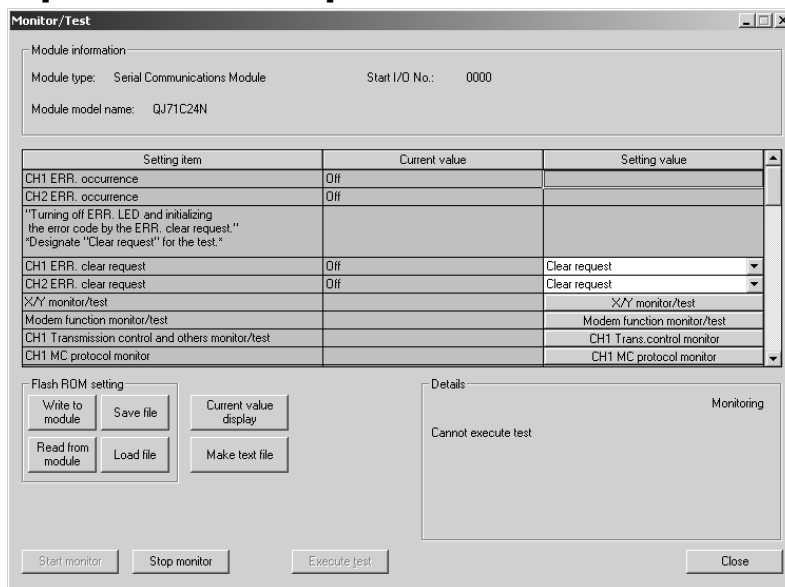 Monitor/Test
Module information
Module type: Serial Communications Module Start I/O No.: 0000
Module model name: QJ71C24N
Setting item Current value Setting value
CH1 ERR. occurrence Off
CH2 ERR. occurrence Off
"Turning off ERR. LED and initializing
the error code by the ERR. clear request."
*Designate "Clear request" for the test.*
CH1 ERR. clear request Off Clear request
CH2 ERR. clear request Off Clear request
X/Y monitor/test X/Y monitor/test
Modem function monitor/test Modem function monitor/test
CH1 Transmission control and others monitor/test CH1 Trans.control monitor
CH1 MC protocol monitor CH1 MC protocol monitor
Flash ROM setting
Write to module
Save file
Current value display
Read from module
Load file
Make text file
Details
Monitoring
Cannot execute test
Start monitor Stop monitor Execute test Close